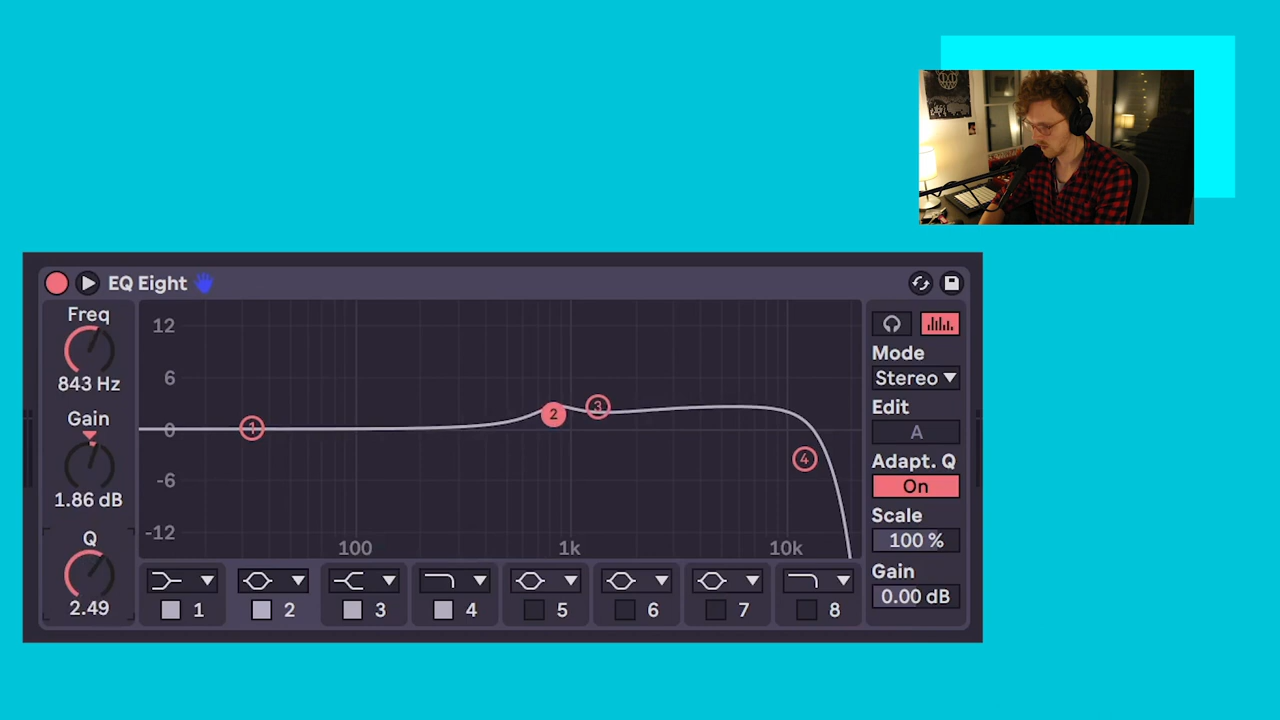 EQ Eight
Freq
843 Hz
Gain
1.86 dB
Q
2.49
12
6
0
-6
-12
100
1k
10k
1
2
3
4
Mode
Stereo
Edit
A
Adapt. Q
On
Scale
100 %
Gain
0.00 dB
1
2
3
4
5
6
7
8